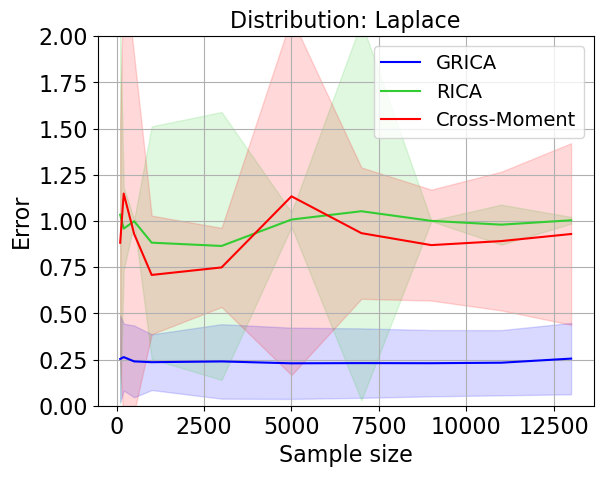 Distribution: Laplace
GRICA
RICA
Cross-Moment
Error
2.00
1.75
1.50
1.25
1.00
0.75
0.50
0.25
0.00
0 2500 5000 7500 10000 12500
Sample size